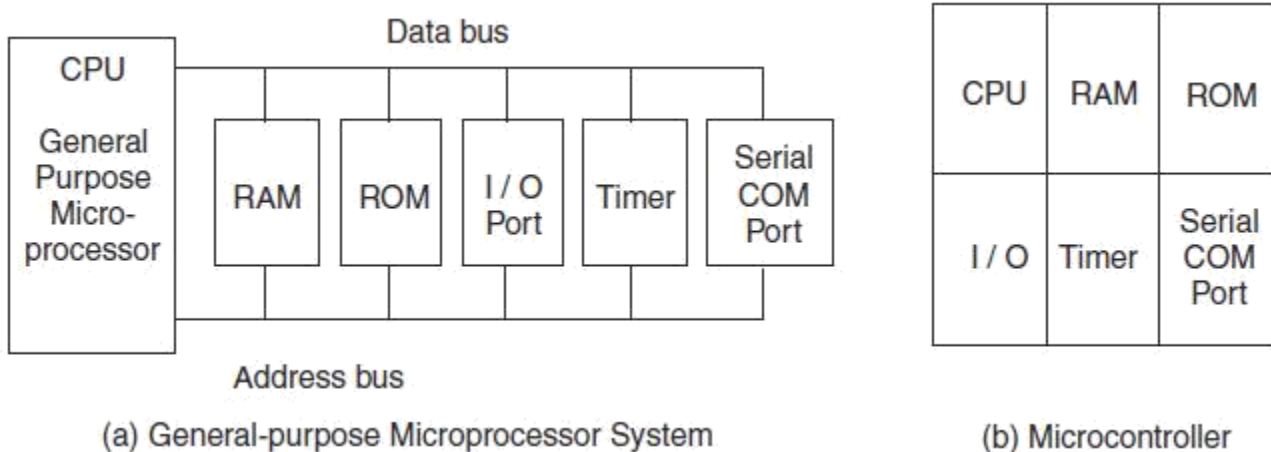 Data bus
CPU
General
Purpose
Micro-
processor
RAM
ROM
I / O
Port
Timer
Serial
COM
Port
Address bus
(a) General-purpose Microprocessor System
CPU
RAM
ROM
I / O
Timer
Serial
COM
Port
(b) Microcontroller